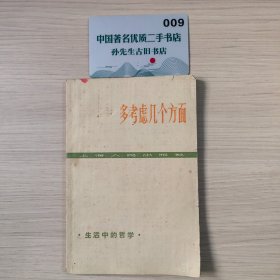 009
中国著名优质二手书店
孙先生古旧书店
多考虑几个方面
上海人民出版社
·生活中的哲学·